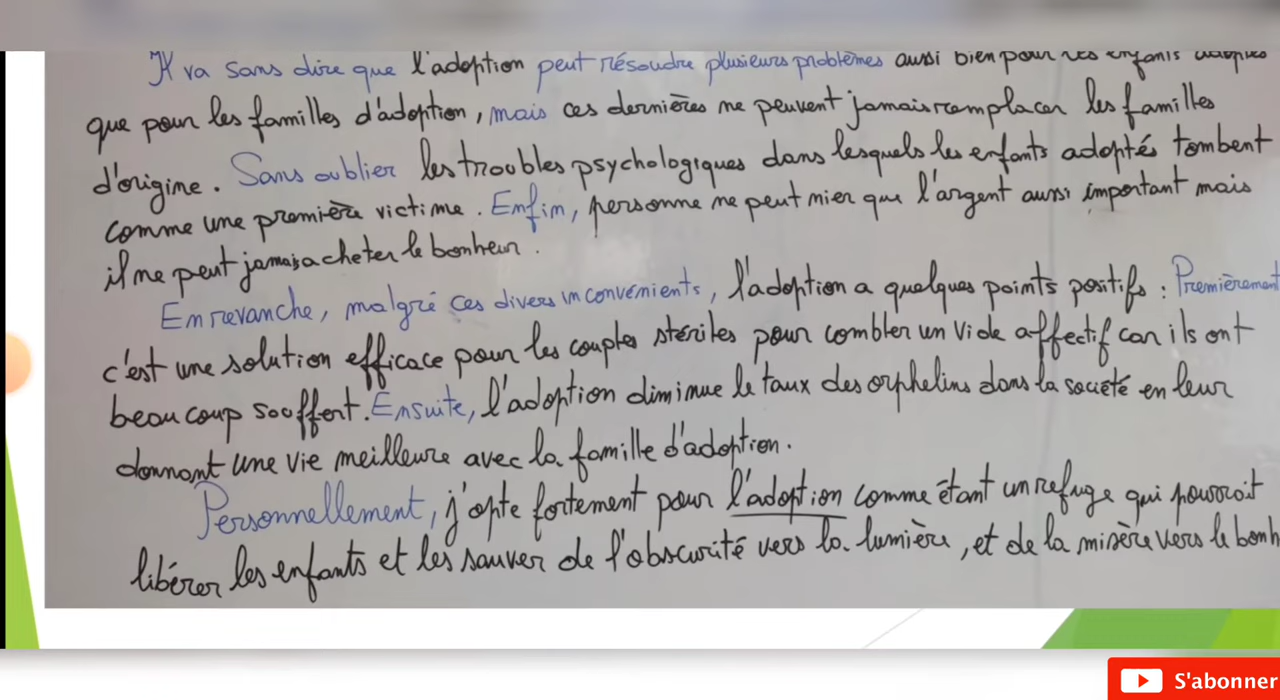 Il va sans dire que l'adoption peut résoudre plusieurs problèmes aussi bien pour les enfants adoptés
que pour les familles d'adoption, mais ces dernières ne peuvent jamais remplacer les familles
d'origine. Sans oublier les troubles psychologiques dans lesquels les enfants adoptés tombent
comme une première victime. Enfin, personne ne peut nier que l'argent aussi important mais
il ne peut jamais acheter le bonheur.
En revanche, malgré ces divers inconvénients, l'adoption a quelques points positifs : Premièrement
c'est une solution efficace pour les couples stériles pour combler un vide affectif car ils ont
beaucoup souffert. Ensuite, l'adoption diminue le taux des orphelins dans la société en leur
donnant une vie meilleure avec la famille d'adoption.
Personnellement, j'opte fortement pour l'adoption comme étant un refuge qui pourrait
libérer les enfants et les sauver de l'obscurité vers la lumière, et de la misère vers le bonh
S'abonner